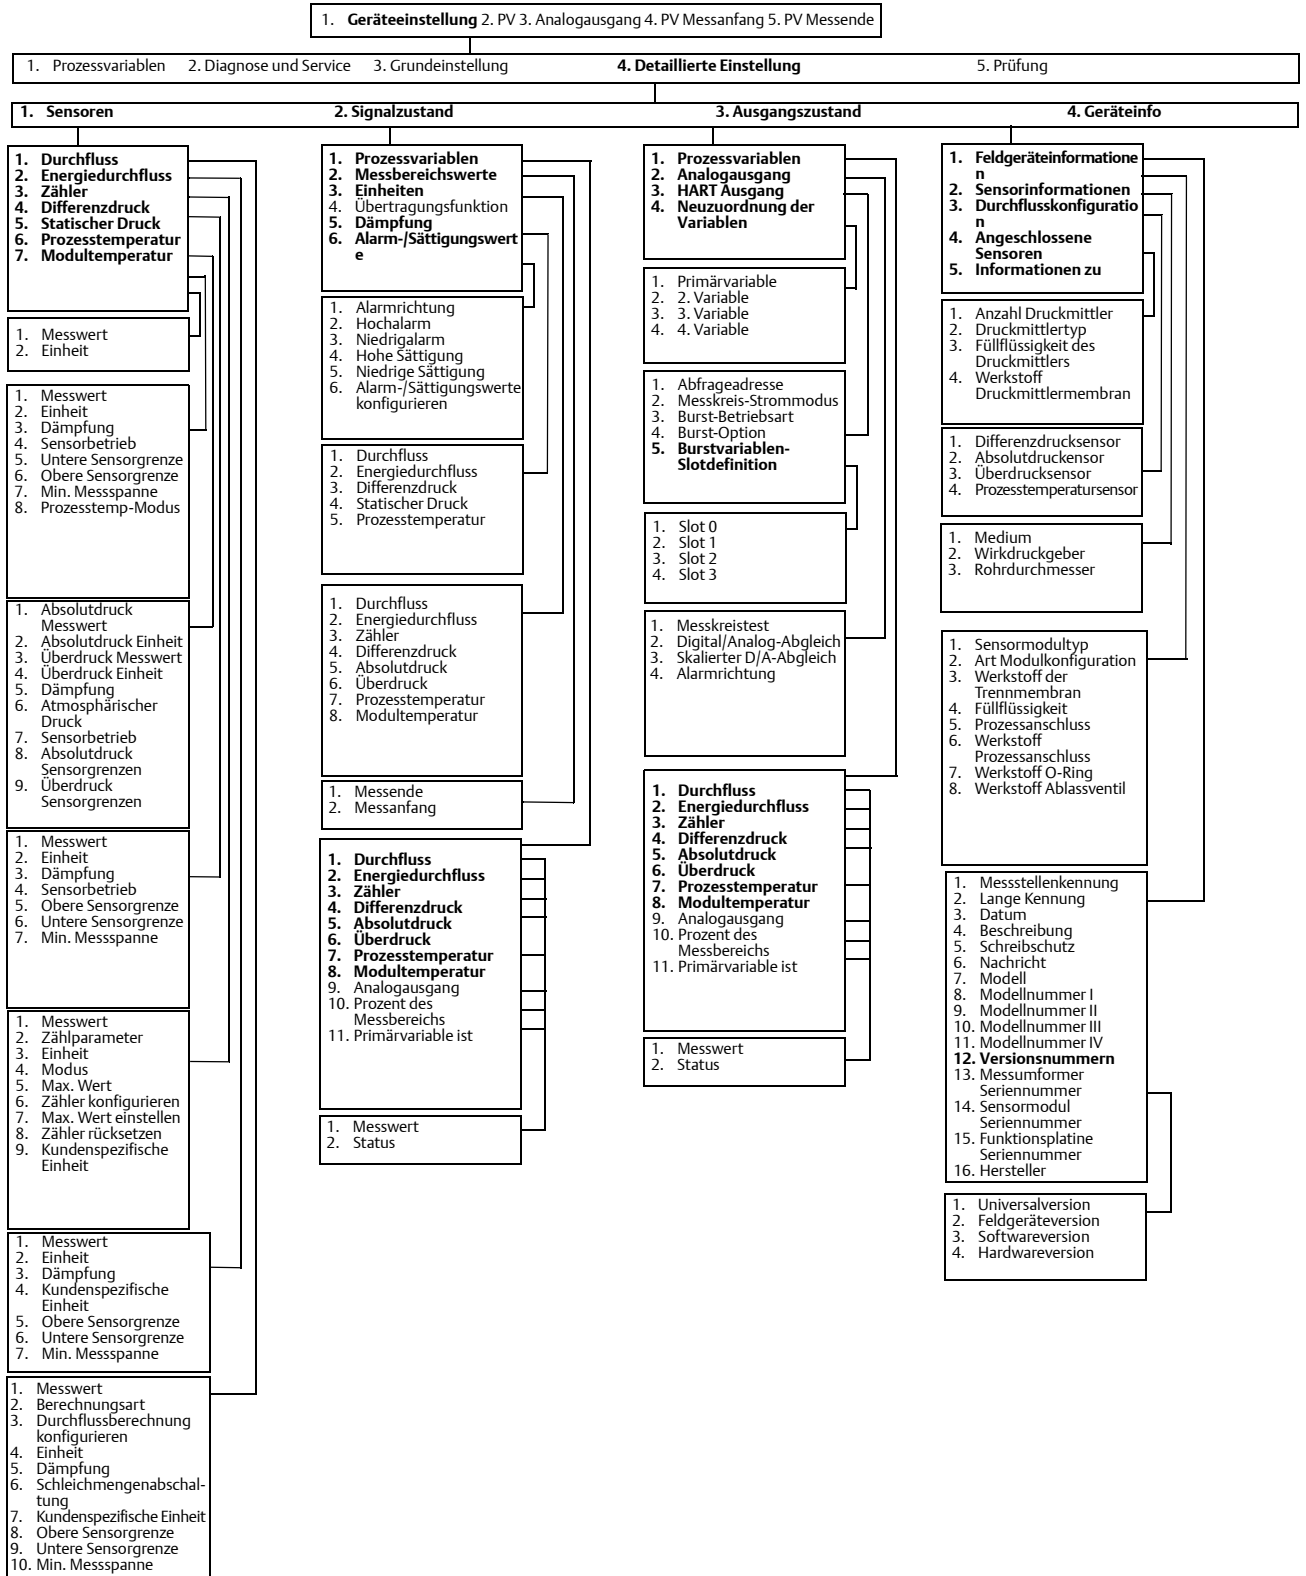 1. Geräteeinstellung 2. PV 3. Analogausgang 4. PV Messanfang 5. PV Messende
1. Prozessvariablen 2. Diagnose und Service 3. Grundeinstellung 4. Detaillierte Einstellung 5. Prüfung
1. Sensoren 2. Signalzustand 3. Ausgangszustand 4. Geräteinfo
1. Durchfluss
2. Energiedurchfluss
3. Zähler
4. Differenzdruck
5. Statischer Druck
6. Prozesstemperatur
7. Modultemperatur
1. Messwert
2. Einheit
1. Messwert
2. Einheit
3. Dämpfung
4. Sensorbetrieb
5. Untere Sensorgrenze
6. Obere Sensorgrenze
7. Min. Messspanne
8. Prozesstemp-Modus
1. Absolutdruck
Messwert
2. Absolutdruck Einheit
3. Überdruck Messwert
4. Überdruck Einheit
5. Dämpfung
6. Atmosphärischer
Druck
7. Sensorbetrieb
8. Absolutdruck
Sensorgrenzen
9. Überdruck
Sensorgrenzen
1. Messwert
2. Einheit
3. Dämpfung
4. Sensorbetrieb
5. Obere Sensorgrenze
6. Untere Sensorgrenze
7. Min. Messspanne
1. Messwert
2. Zählparameter
3. Einheit
4. Modus
5. Max. Wert
6. Zähler konfigurieren
7. Max. Wert einstellen
8. Zähler rücksetzen
9. Kundenspezifische
Einheit
1. Messwert
2. Einheit
3. Dämpfung
4. Kundenspezifische
Einheit
5. Obere Sensorgrenze
6. Untere Sensorgrenze
7. Min. Messspanne
1. Messwert
2. Berechnungsart
3. Durchflussberechnung
konfigurieren
4. Einheit
5. Dämpfung
6. Schleichmengenabschal-
tung
7. Kundenspezifische Einheit
8. Obere Sensorgrenze
9. Untere Sensorgrenze
10. Min. Messspanne
1. Prozessvariablen
2. Messbereichswerte
3. Einheiten
4. Übertragungsfunktion
5. Dämpfung
6. Alarm-/Sättigungswert
e
1. Alarmrichtung
2. Hochalarm
3. Niedrigalarm
4. Hohe Sättigung
5. Niedrige Sättigung
6. Alarm-/Sättigungswerte
konfigurieren
1. Durchfluss
2. Energiedurchfluss
3. Differenzdruck
4. Statischer Druck
5. Prozesstemperatur
1. Durchfluss
2. Energiedurchfluss
3. Zähler
4. Differenzdruck
5. Absolutdruck
6. Überdruck
7. Prozesstemperatur
8. Modultemperatur
1. Messende
2. Messanfang
1. Durchfluss
2. Energiedurchfluss
3. Zähler
4. Differenzdruck
5. Absolutdruck
6. Überdruck
7. Prozesstemperatur
8. Modultemperatur
9. Analogausgang
10. Prozent des
Messbereichs
11. Primärvariable ist
1. Messwert
2. Status
1. Prozessvariablen
2. Analogausgang
3. HART Ausgang
4. Neuzuordnung der
Variablen
1. Primärvariable
2. 2. Variable
3. 3. Variable
4. 4. Variable
1. Abfrageadresse
2. Messkreis-Strommodus
3. Burst-Betriebsart
4. Burst-Option
5. Burstvariablen-
Slotdefinition
1. Slot 0
2. Slot 1
3. Slot 2
4. Slot 3
1. Messkreistest
2. Digital/Analog-Abgleich
3. Skalierter D/A-Abgleich
4. Alarmrichtung
1. Durchfluss
2. Energiedurchfluss
3. Zähler
4. Differenzdruck
5. Absolutdruck
6. Überdruck
7. Prozesstemperatur
8. Modultemperatur
9. Analogausgang
10. Prozent des
Messbereichs
11. Primärvariable ist
1. Messwert
2. Status
1. Feldgeräteinformatione
n
2. Sensorinformationen
3. Durchflusskonfiguratio
n
4. Angeschlossene
Sensoren
5. Informationen zu
1. Anzahl Druckmittler
2. Druckmittlertyp
3. Füllflüssigkeit des
Druckmittlers
4. Werkstoff
Druckmittlermembran
1. Differenzdrucksensor
2. Absolutdruckensor
3. Überdrucksensor
4. Prozesstemperatursensor
1. Medium
2. Wirkdruckgeber
3. Rohrdurchmesser
1. Sensormodultyp
2. Art Modulkonfiguration
3. Werkstoff der
Trennmembran
4. Füllflüssigkeit
5. Prozessanschluss
6. Werkstoff
Prozessanschluss
7. Werkstoff O-Ring
8. Werkstoff Ablassventil
1. Messstellenkennung
2. Lange Kennung
3. Datum
4. Beschreibung
5. Schreibschutz
6. Nachricht
7. Modell
8. Modellnummer I
9. Modellnummer II
10. Modellnummer III
11. Modellnummer IV
12. Versionsnummern
13. Messumformer
Seriennummer
14. Sensormodul
Seriennummer
15. Funktionsplatine
Seriennummer
16. Hersteller
1. Universalversion
2. Feldgeräteversion
3. Softwareversion
4. Hardwareversion